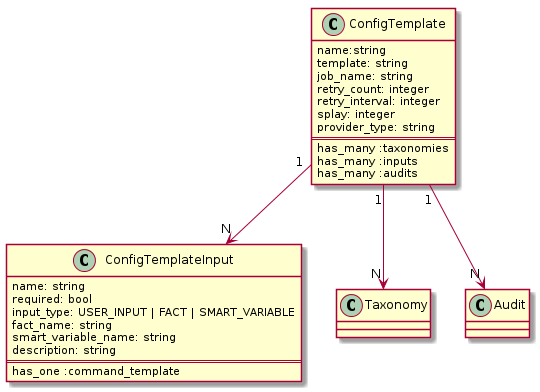 C ConfigTemplate
name:string
template: string
job_name: string
retry_count: integer
retry_interval: integer
splay: integer
provider_type: string
has_many :taxonomies
has_many :inputs
has_many :audits
1
1
1
N
N
N
C ConfigTemplateInput
name: string
required: bool
input_type: USER_INPUT | FACT | SMART_VARIABLE
fact_name: string
smart_variable_name: string
description: string
has_one :command_template
C Taxonomy
C Audit